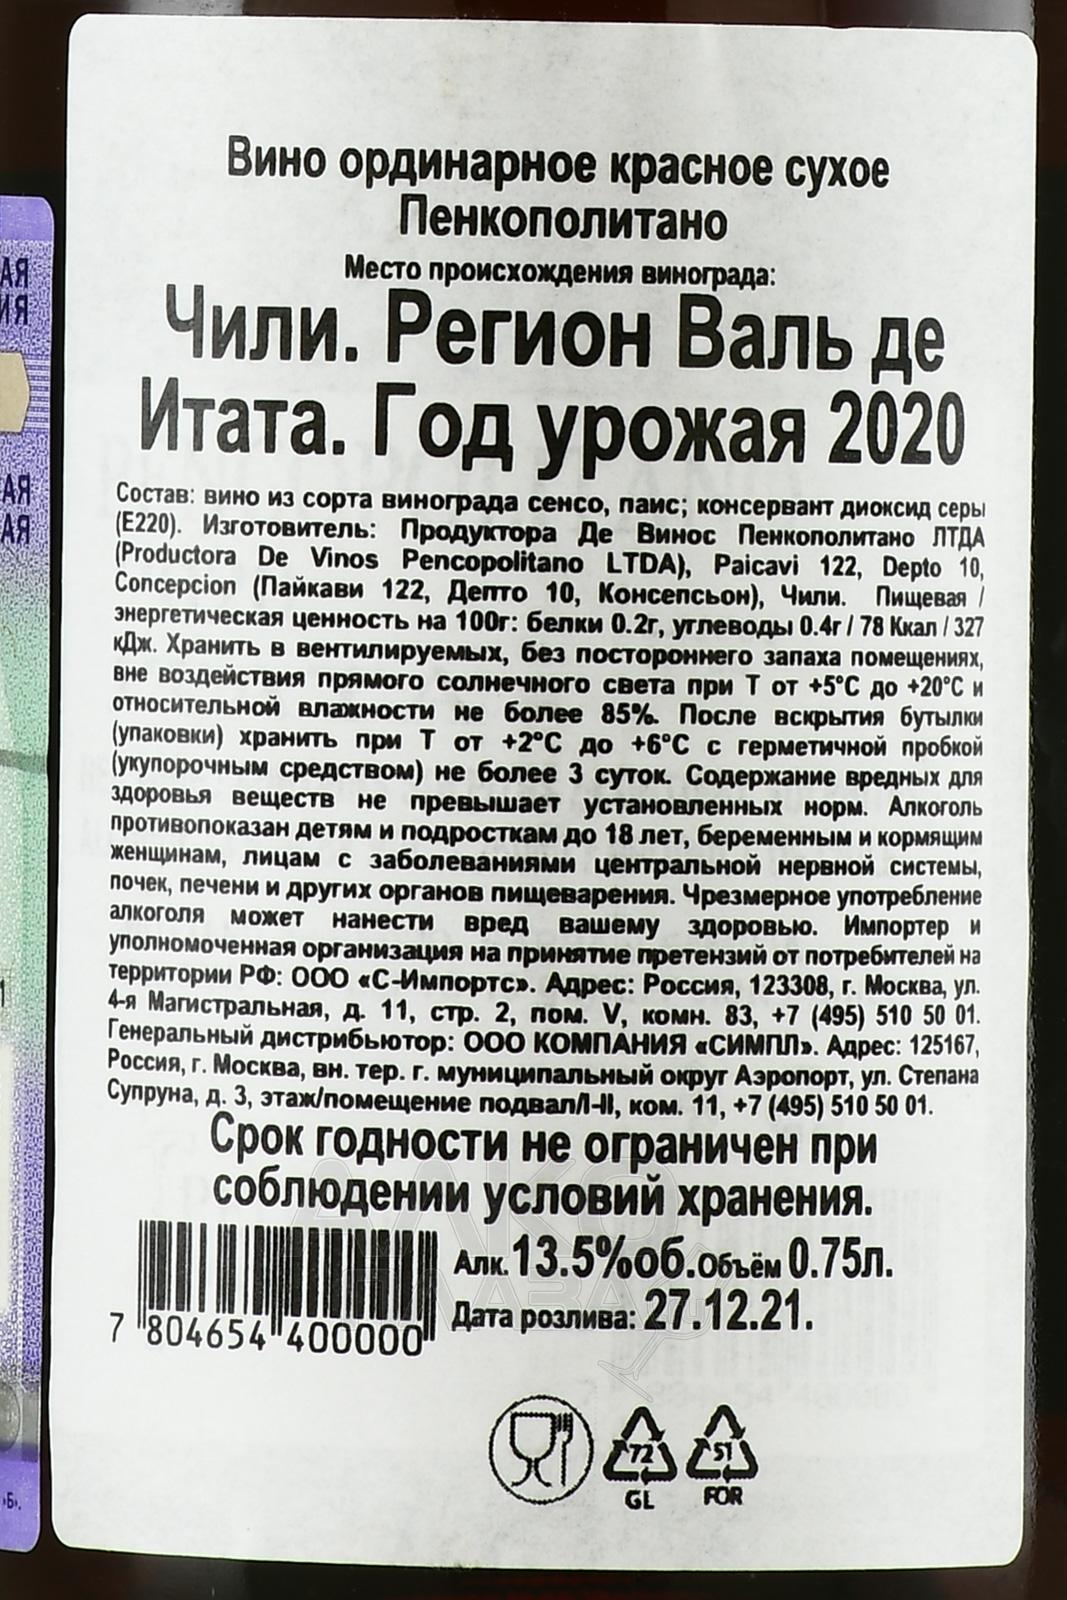 Вино ординарное красное сухое
Пенкополитано
Место происхождения винограда:
Чили. Регион Валь де
Итата. Год урожая 2020
Состав: вино из сорта винограда сенсо, паис; консервант диоксид серы
(Е220). Изготовитель: Продуктора Де Винос Пенкополитано ЛТДА
(Productora De Vinos Pencopolitano LTDA), Paicavi 122, Depto 10,
Concepcion (Пайкави 122, Депто 10, Консепсьон), Чили. Пищевая /
энергетическая ценность на 100г: белки 0.2г, углеводы 0.4г / 78 Ккал / 327
кДж. Хранить в вентилируемых, без постороннего запаха помещениях,
вне воздействия прямого солнечного света при Т от +5°С до +20°С и
относительной влажности не более 85%. После вскрытия бутылки
(упаковки) хранить при Т от +2°С до +6°С с герметичной пробкой
(укупорочным средством) не более 3 суток. Содержание вредных для
здоровья веществ не превышает установленных норм. Алкоголь
противопоказан детям и подросткам до 18 лет, беременным и кормящим
женщинам, лицам с заболеваниями центральной нервной системы,
почек, печени и других органов пищеварения. Чрезмерное употребление
алкоголя может нанести вред вашему здоровью. Импортер и
уполномоченная организация на принятие претензий от потребителей на
территории РФ: ООО «С-Импортс». Адрес: Россия, 123308, г. Москва, ул.
4-я Магистральная, д. 11, стр. 2, пом. V, комн. 83, +7 (495) 510 50 01.
Генеральный дистрибьютор: ООО КОМПАНИЯ «СИМПЛ». Адрес: 125167,
Россия, г. Москва, вн. тер. г. муниципальный округ Аэропорт, ул. Степана
Супруна, д. 3, этаж/помещение подвал/I-II, ком. 11, +7 (495) 510 50 01.
Срок годности не ограничен при
соблюдении условий хранения.
Алк. 13.5%об. Объём 0.75л.
Дата розлива: 27.12.21.
7 804654 400000
72
GL
51
FOR
АЯ
ИЯ
АЯ
АЯ
1
«Б».